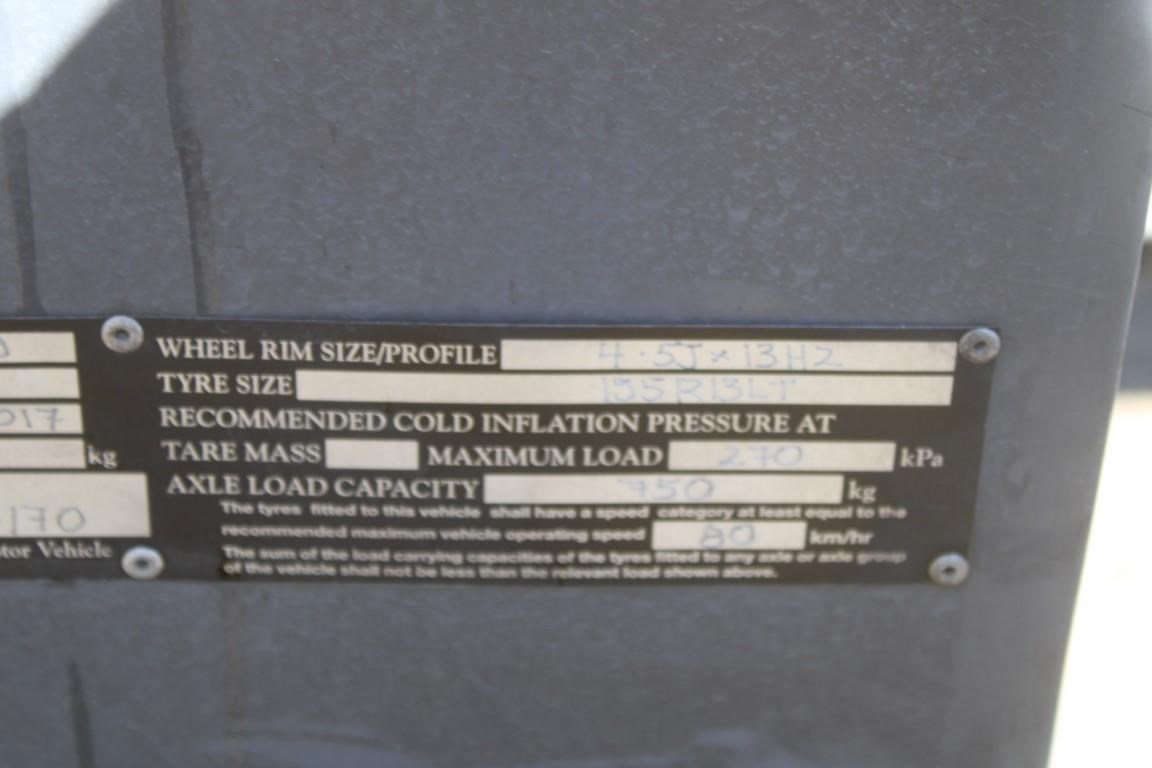 WHEEL RIM SIZE/PROFILE 4.5J x 13H2
TYRE SIZE 155R13LT
RECOMMENDED COLD INFLATION PRESSURE AT
017
kg TARE MASS MAXIMUM LOAD 270 kPa
AXLE LOAD CAPACITY 750 kg
The tyres fitted to this vehicle shall have a speed category at least equal to the
170 recommended maximum vehicle operating speed 80 km/hr
Vehicle The sum of the load carrying capacities of the tyres fitted to any axle or axle group
of the vehicle shall not be less than the relevant load shown above.